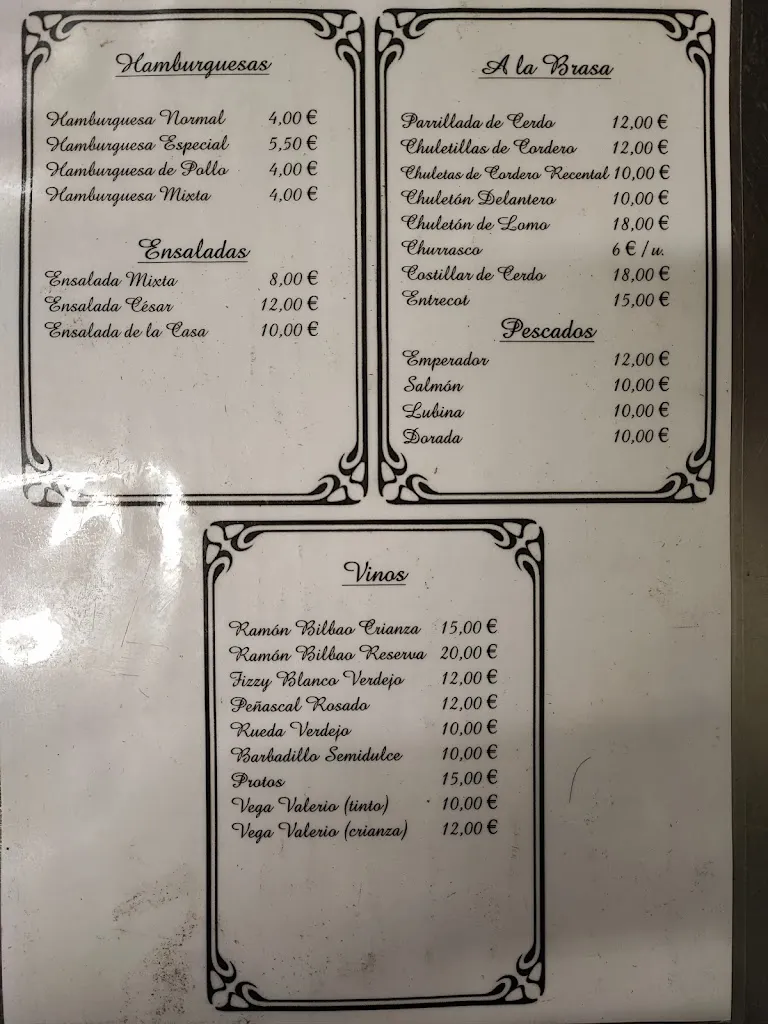 Hamburguesas
Hamburguesa Normal 4,00 €
Hamburguesa Especial 5,50 €
Hamburguesa de Pollo 4,00 €
Hamburguesa Mixta 4,00 €
Ensaladas
Ensalada Mixta 8,00 €
Ensalada César 12,00 €
Ensalada de la Casa 10,00 €
A la Brasa
Parrillada de Cerdo 12,00 €
Chuletillas de Cordero 12,00 €
Chuletas de Cordero Recental 10,00 €
Chuletón Delantero 10,00 €
Chuletón de Lomo 18,00 €
Churrasco 6 € / u.
Costillar de Cerdo 18,00 €
Entrecot 15,00 €
Pescados
Emperador 12,00 €
Salmón 10,00 €
Lubina 10,00 €
Dorada 10,00 €
Vinos
Ramón Bilbao Crianza 15,00 €
Ramón Bilbao Reserva 20,00 €
Fizzy Blanco Verdejo 12,00 €
Peñascal Rosado 12,00 €
Rueda Verdejo 10,00 €
Barbadillo Semidulce 10,00 €
Protos 15,00 €
Vega Valerio (tinto) 10,00 €
Vega Valerio (crianza) 12,00 €